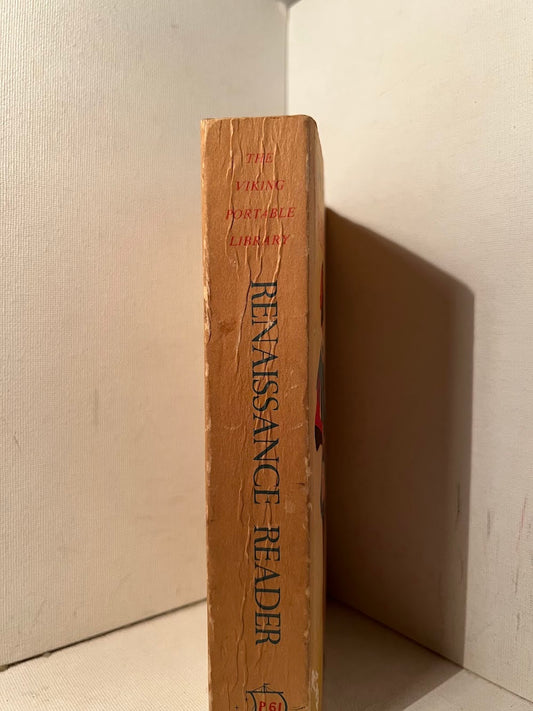 THE
VIKING
PORTABLE
LIBRARY
RENAISSANCE READER
P.61